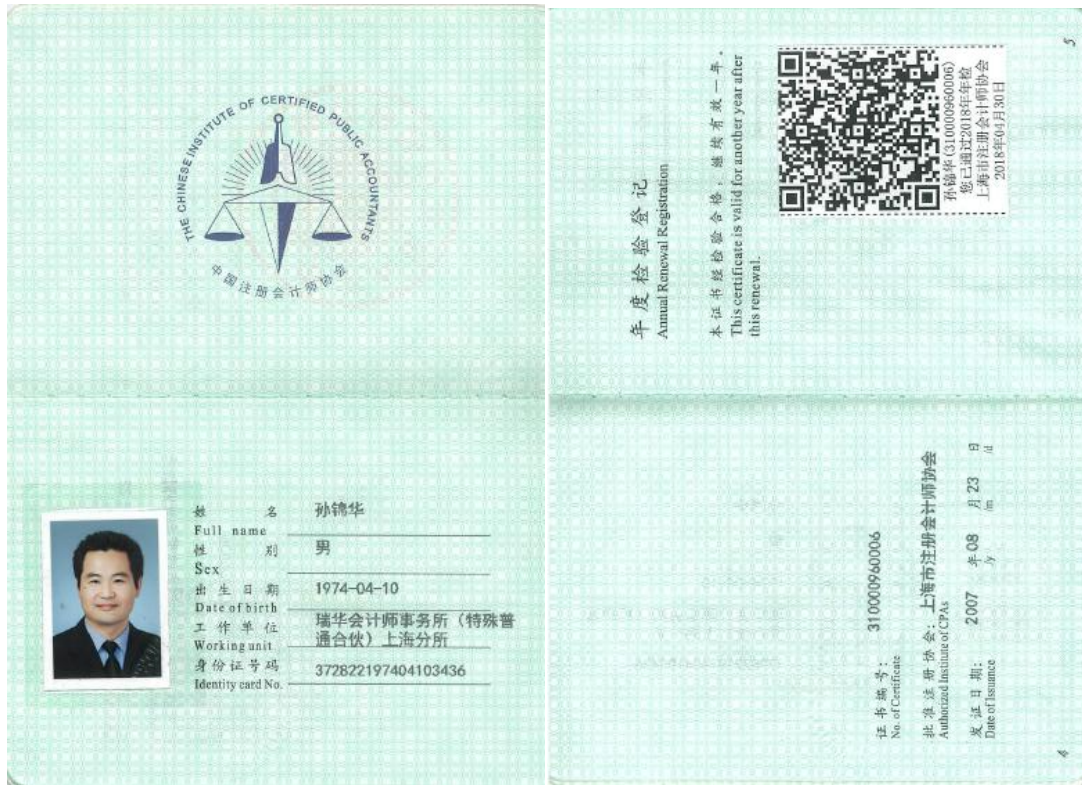 THE CHINESE INSTITUTE OF CERTIFIED PUBLIC ACCOUNTANTS
中国注册会计师协会
姓 名 孙锦华
Full name
性 别 男
Sex
出生日期 1974-04-10
Date of birth
工作单位 瑞华会计师事务所（特殊普
通合伙）上海分所
Working unit
身份证号码 372822197404103436
Identity card No.
年度检验登记
Annual Renewal Registration
本证书经检验合格，继续有效一年。
This certificate is valid for another year after
this renewal.
孙锦华(310000960006)
您已通过2018年年检
上海市注册会计师协会
2018年04月30日
5
证书编号： 310000960006
No. of Certificate
批准注册协会： 上海市注册会计师协会
Authorized Institute of CPAs
发证日期： 2007 年 08 月 23 日
Date of Issuance /y /m /d
4